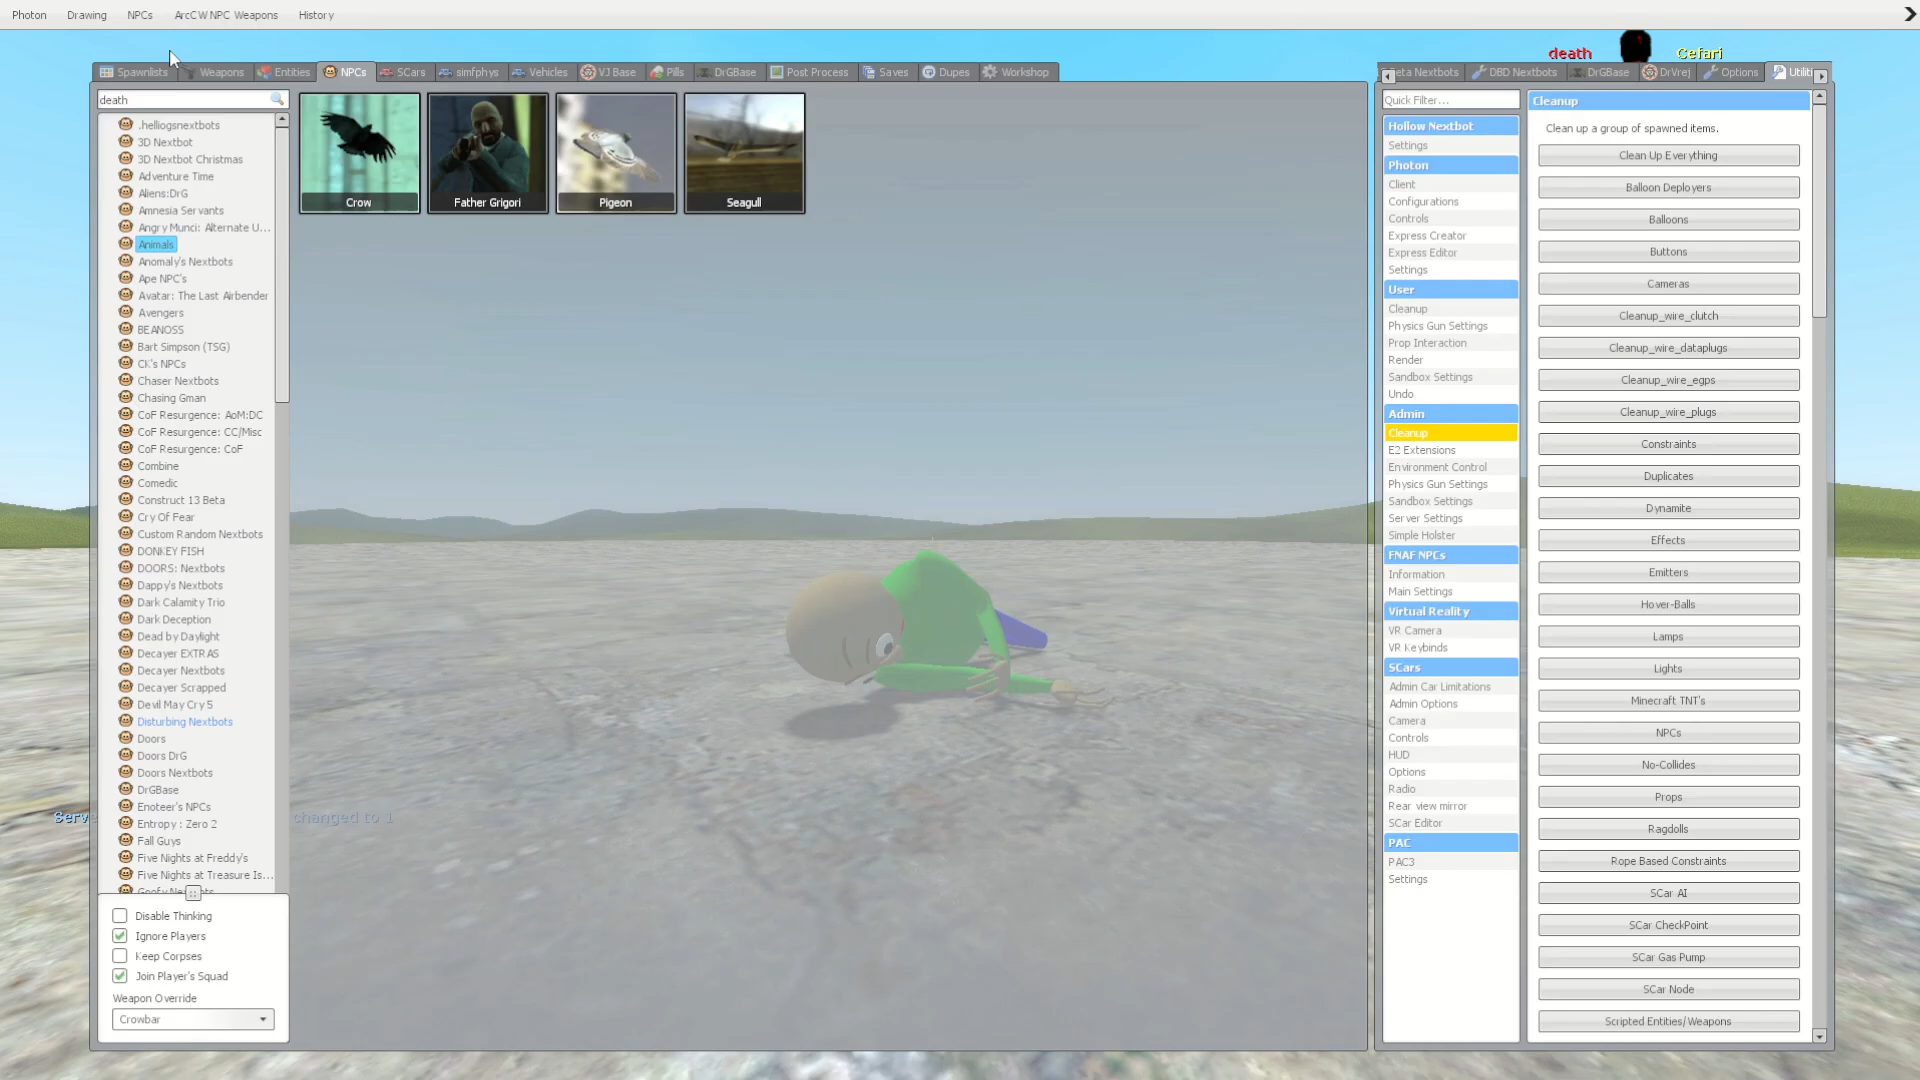 Photon Drawing NPCs ArcCW NPC Weapons History
death Cefari
Spawnlists Weapons Entities NPCs SCars simfphys Vehicles VJ Base Pills DrGBase Post Process Saves Dupes Workshop
Beta Nextbots DBD Nextbots DrGBase DrVrej Options Utiliti
death
.helliogsnextbots
3D Nextbot
3D Nextbot Christmas
Adventure Time
Aliens:DrG
Amnesia Servants
Angry Munci: Alternate U...
Animals
Anomaly's Nextbots
Ape NPC's
Avatar: The Last Airbender
Avengers
BEANOSS
Bart Simpson (TSG)
CK's NPCs
Chaser Nextbots
Chasing Gman
CoF Resurgence: AoM:DC
CoF Resurgence: CC/Misc
CoF Resurgence: CoF
Combine
Comedic
Construct 13 Beta
Cry Of Fear
Custom Random Nextbots
DONKEY FISH
DOORS: Nextbots
Dappy's Nextbots
Dark Calamity Trio
Dark Deception
Dead by Daylight
Decayer EXTRAS
Decayer Nextbots
Decayer Scrapped
Devil May Cry 5
Disturbing Nextbots
Doors
Doors DrG
Doors Nextbots
DrGBase
Enoteer's NPCs
Entropy : Zero 2
Fall Guys
Five Nights at Freddy's
Five Nights at Treasure Is...
Goofy Nextbots
Disable Thinking
Ignore Players
Keep Corpses
Join Player's Squad
Weapon Override
Crowbar
Crow
Father Grigori
Pigeon
Seagull
Serve
changed to 1
Quick Filter...
Hollow Nextbot
Settings
Photon
Client
Configurations
Controls
Express Creator
Express Editor
Settings
User
Cleanup
Physics Gun Settings
Prop Interaction
Render
Sandbox Settings
Undo
Admin
Cleanup
E2 Extensions
Environment Control
Physics Gun Settings
Sandbox Settings
Server Settings
Simple Holster
FNAF NPCs
Information
Main Settings
Virtual Reality
VR Camera
VR Keybinds
SCars
Admin Car Limitations
Admin Options
Camera
Controls
HUD
Options
Radio
Rear view mirror
SCar Editor
PAC
PAC3
Settings
Cleanup
Clean up a group of spawned items.
Clean Up Everything
Balloon Deployers
Balloons
Buttons
Cameras
Cleanup_wire_clutch
Cleanup_wire_dataplugs
Cleanup_wire_egps
Cleanup_wire_plugs
Constraints
Duplicates
Dynamite
Effects
Emitters
Hover-Balls
Lamps
Lights
Minecraft TNT's
NPCs
No-Collides
Props
Ragdolls
Rope Based Constraints
SCar AI
SCar CheckPoint
SCar Gas Pump
SCar Node
Scripted Entities/Weapons